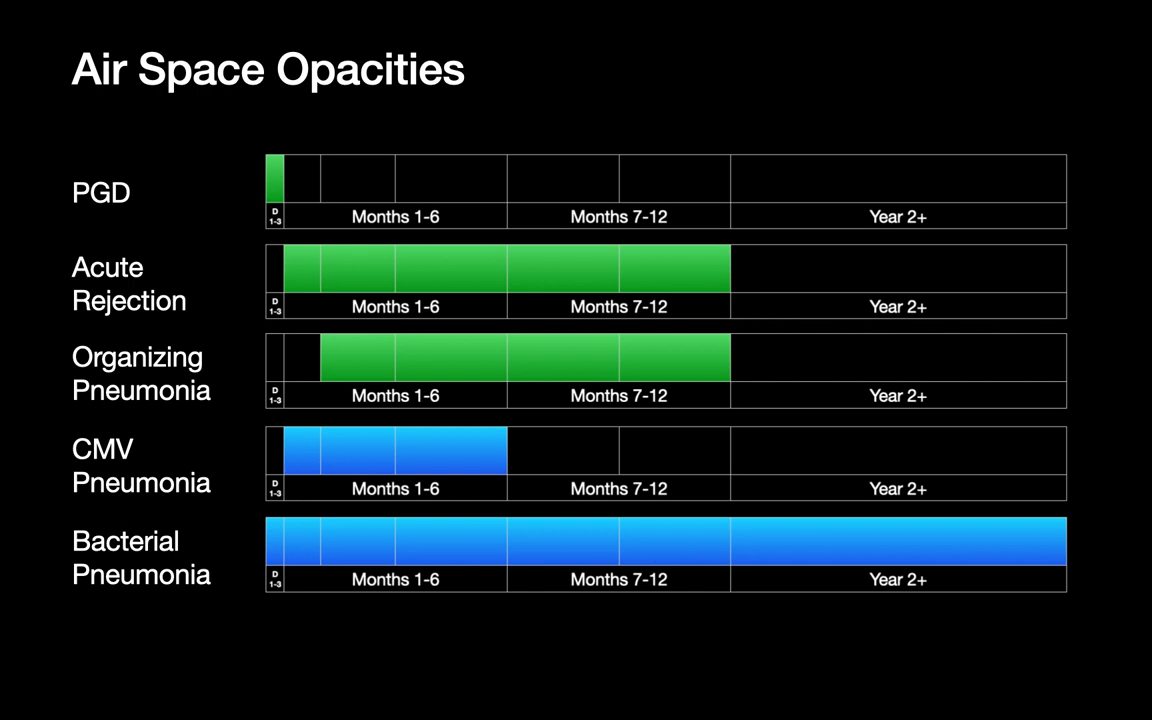 Air Space Opacities
PGD
D
1-3
Months 1-6
Months 7-12
Year 2+
Acute
Rejection
D
1-3
Months 1-6
Months 7-12
Year 2+
Organizing
Pneumonia
D
1-3
Months 1-6
Months 7-12
Year 2+
CMV
Pneumonia
D
1-3
Months 1-6
Months 7-12
Year 2+
Bacterial
Pneumonia
D
1-3
Months 1-6
Months 7-12
Year 2+